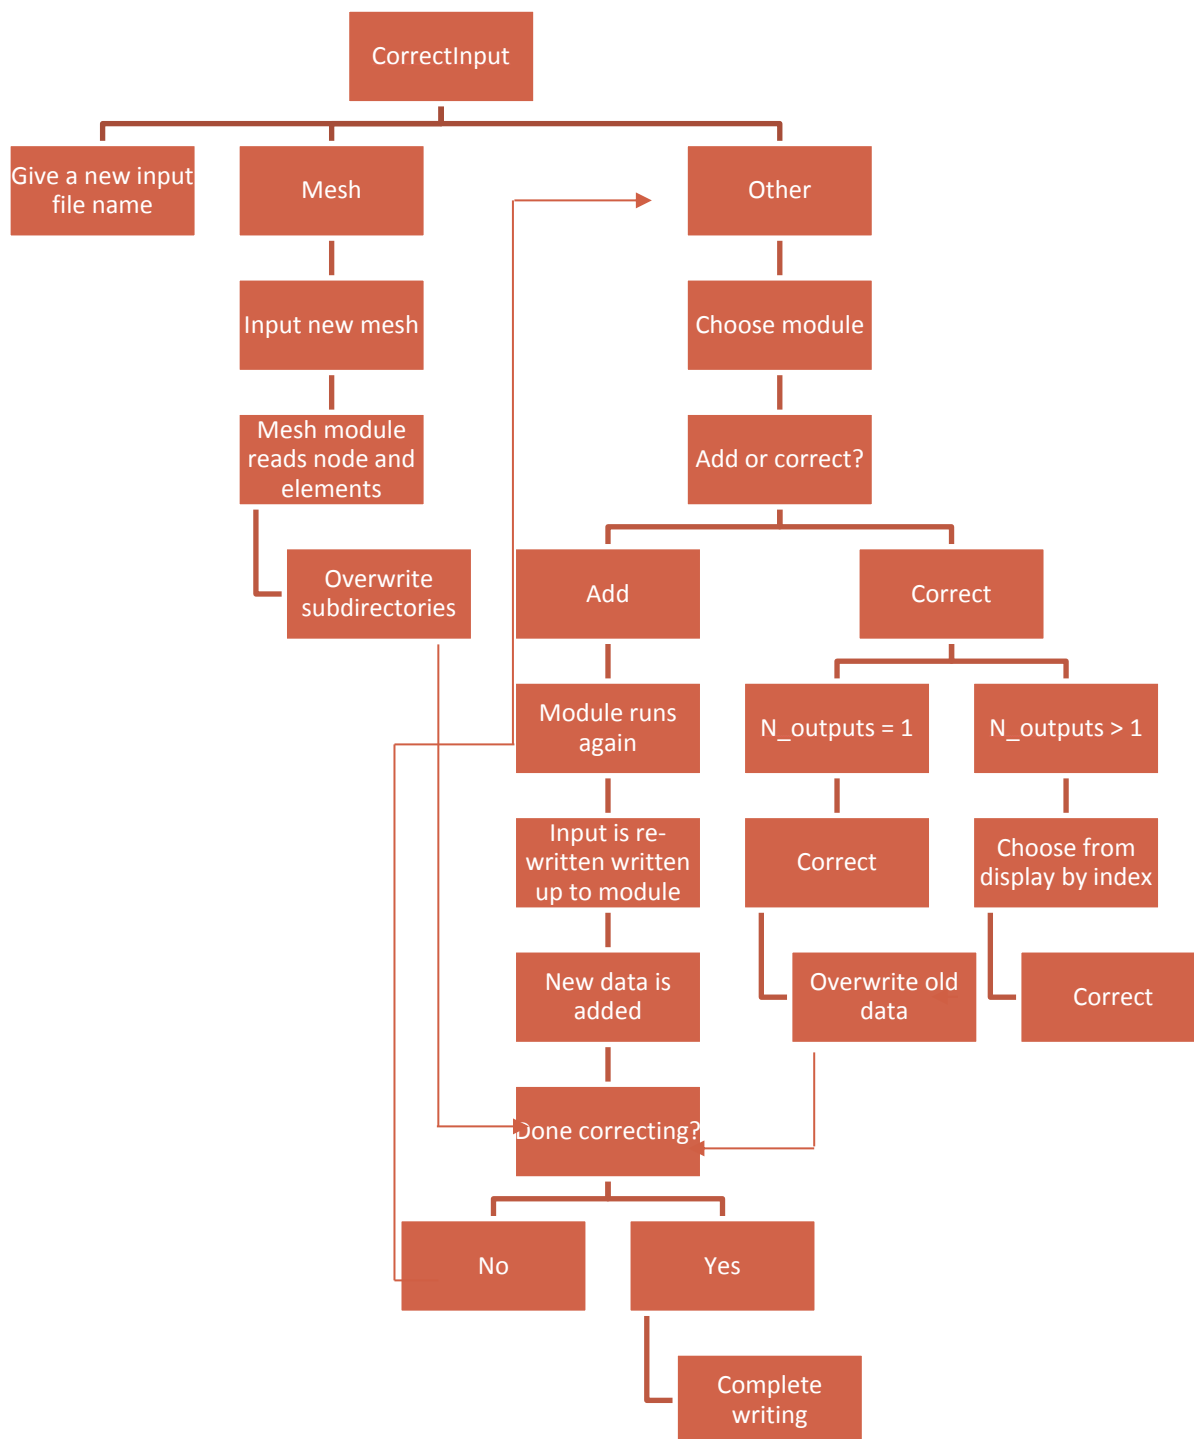 CorrectInput
Give a new input
file name
Mesh
Other
Input new mesh
Choose module
Mesh module
reads node and
elements
Add or correct?
Overwrite
subdirectories
Add
Correct
Module runs
again
N_outputs = 1
N_outputs > 1
Input is re-
written written
up to module
Correct
Choose from
display by index
New data is
added
Overwrite old
data
Correct
Done correcting?
No
Yes
Complete
writing